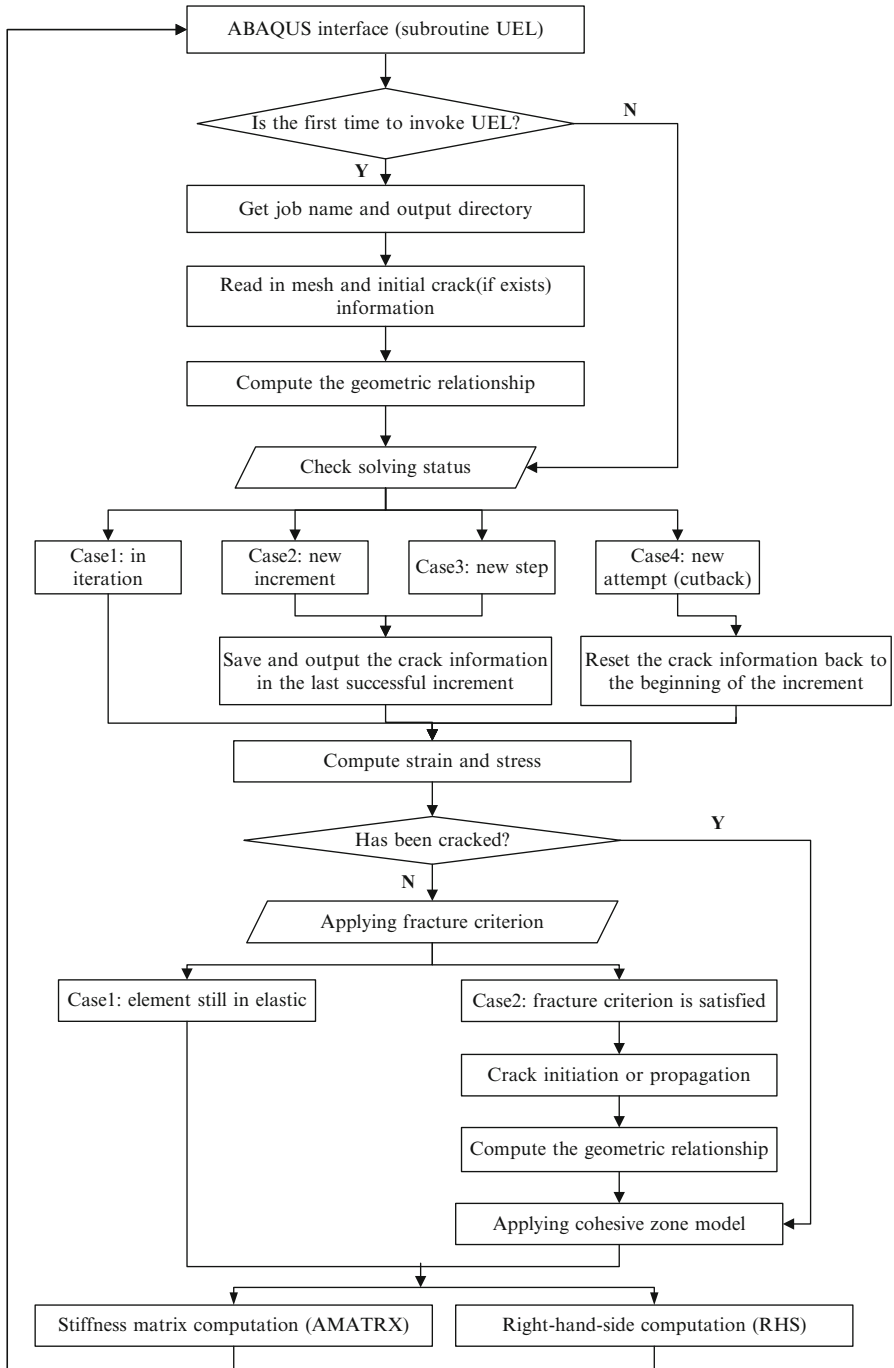 ABAQUS interface (subroutine UEL)
Is the first time to invoke UEL?
N
Y
Get job name and output directory
Read in mesh and initial crack(if exists)
information
Compute the geometric relationship
Check solving status
Case1: in
iteration
Case2: new
increment
Case3: new step
Case4: new
attempt (cutback)
Save and output the crack information
in the last successful increment
Reset the crack information back to
the beginning of the increment
Compute strain and stress
Has been cracked?
Y
N
Applying fracture criterion
Case1: element still in elastic
Case2: fracture criterion is satisfied
Crack initiation or propagation
Compute the geometric relationship
Applying cohesive zone model
Stiffness matrix computation (AMATRX)
Right-hand-side computation (RHS)